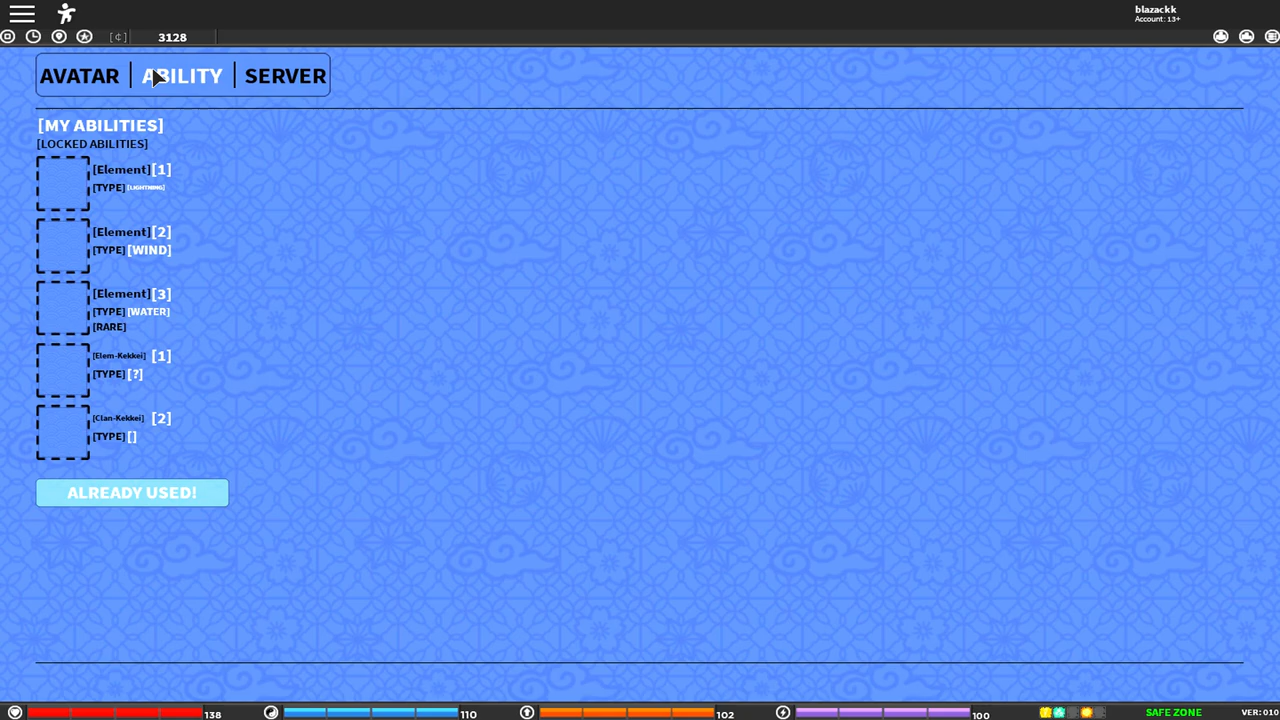 blazackk
Account: 13+
[¢] 3128
AVATAR | ABILITY | SERVER
[MY ABILITIES]
[LOCKED ABILITIES]
[Element] [1]
[TYPE] [LIGHTNING]
[Element] [2]
[TYPE] [WIND]
[Element] [3]
[TYPE] [WATER]
[RARE]
[Elem-Kekkei] [1]
[TYPE] [?]
[Clan-Kekkei] [2]
[TYPE] []
ALREADY USED!
138 110 102 100 SAFE ZONE VER: 010